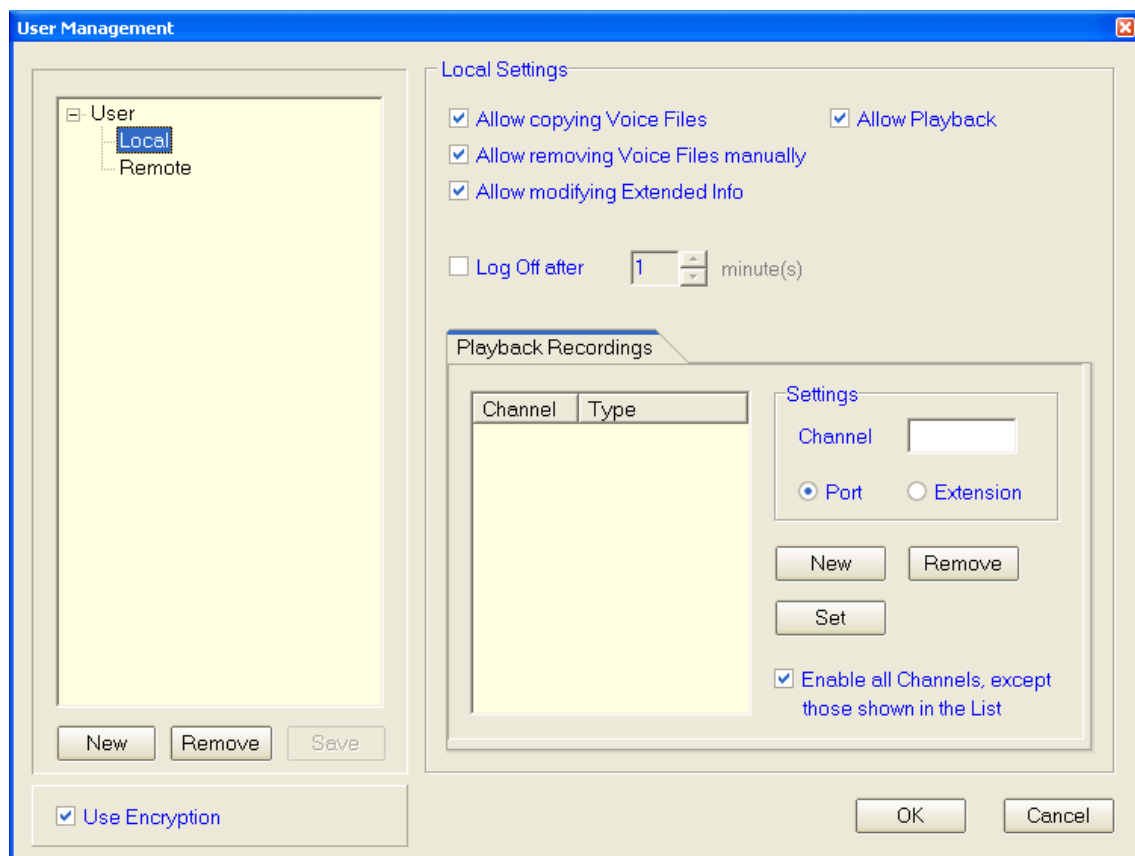 User Management
User
Local
Remote
New
Remove
Save
Use Encryption
Local Settings
Allow copying Voice Files
Allow Playback
Allow removing Voice Files manually
Allow modifying Extended Info
Log Off after
1
minute(s)
Playback Recordings
Channel
Type
Settings
Channel
Port
Extension
New
Remove
Set
Enable all Channels, except
those shown in the List
OK
Cancel